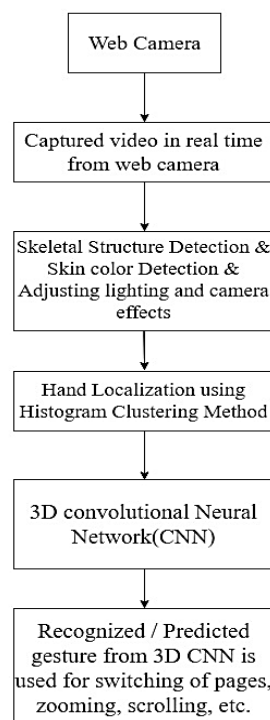 Web Camera
Captured video in real time
from web camera
Skeletal Structure Detection &
Skin color Detection &
Adjusting lighting and camera
effects
Hand Localization using
Histogram Clustering Method
3D convolutional Neural
Network(CNN)
Recognized / Predicted
gesture from 3D CNN is
used for switching of pages,
zooming, scrolling, etc.